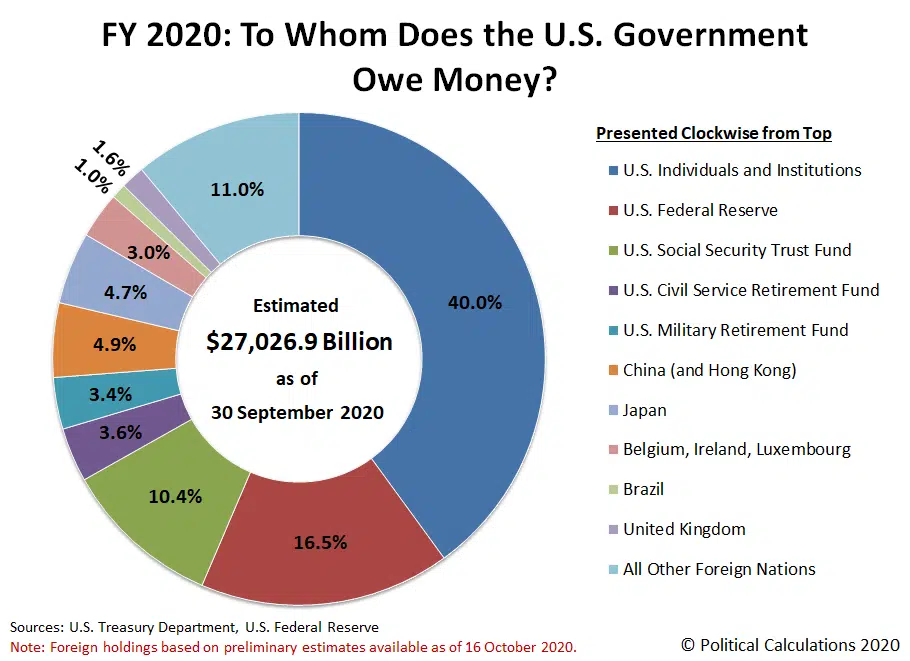 FY 2020: To Whom Does the U.S. Government
Owe Money?
Presented Clockwise from Top
U.S. Individuals and Institutions
U.S. Federal Reserve
U.S. Social Security Trust Fund
U.S. Civil Service Retirement Fund
U.S. Military Retirement Fund
China (and Hong Kong)
Japan
Belgium, Ireland, Luxembourg
Brazil
United Kingdom
All Other Foreign Nations
40.0%
16.5%
10.4%
3.6%
3.4%
4.9%
4.7%
3.0%
1.0%
1.6%
11.0%
Estimated
$27,026.9 Billion
as of
30 September 2020
Sources: U.S. Treasury Department, U.S. Federal Reserve
Note: Foreign holdings based on preliminary estimates available as of 16 October 2020.
© Political Calculations 2020